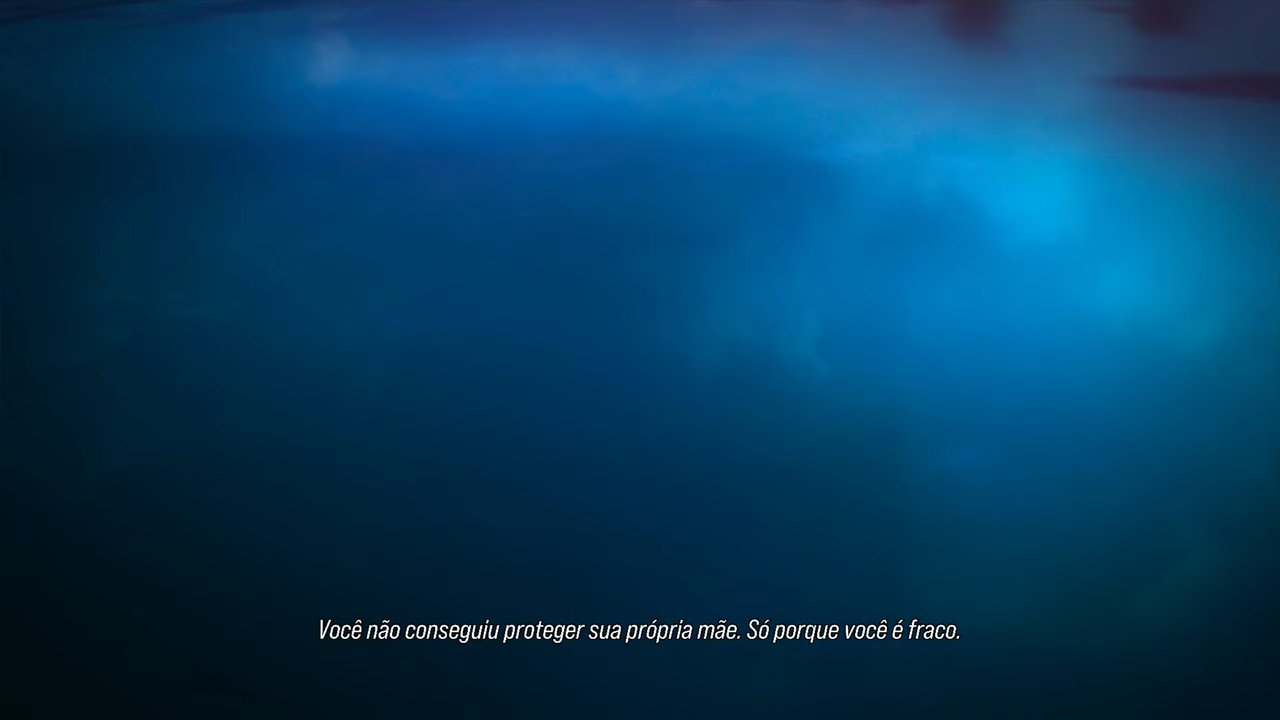 Você não conseguiu proteger sua própria mãe. Só porque você é fraco.